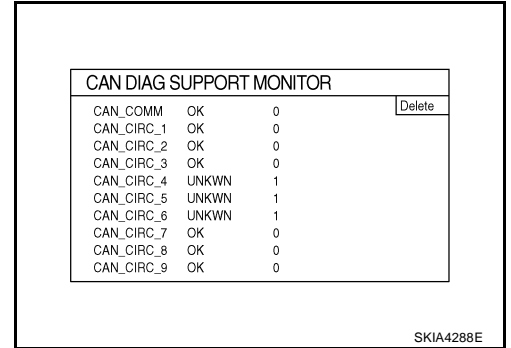 CAN DIAG SUPPORT MONITOR
Delete
CAN_COMM OK 0
CAN_CIRC_1 OK 0
CAN_CIRC_2 OK 0
CAN_CIRC_3 OK 0
CAN_CIRC_4 UNKWN 1
CAN_CIRC_5 UNKWN 1
CAN_CIRC_6 UNKWN 1
CAN_CIRC_7 OK 0
CAN_CIRC_8 OK 0
CAN_CIRC_9 OK 0
SKIA4288E